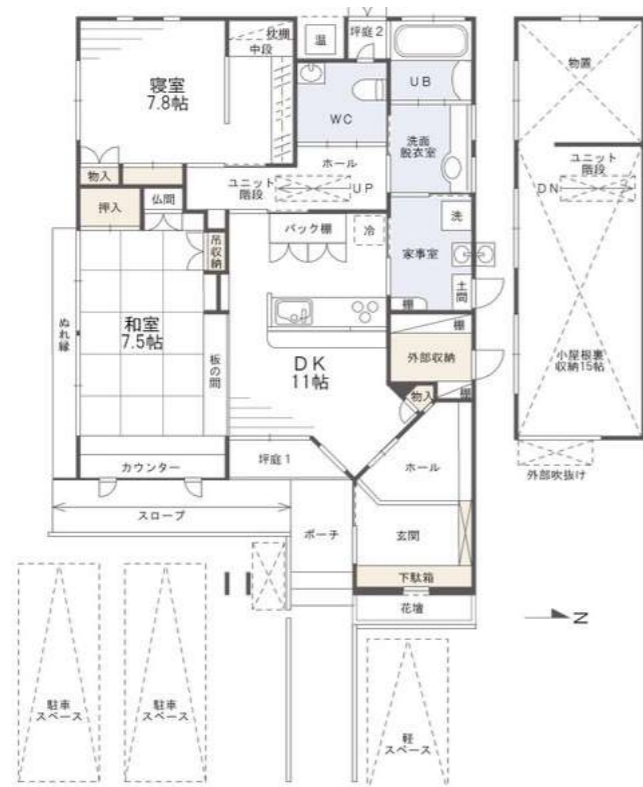 枕棚
中段
寝室
7.8帖
温
坪庭2
UB
WC
洗面
脱衣室
物置
物入
仏間
押入
ホール
ユニット
階段
UP
ユニット
階段
DN
吊収納
バック棚
冷
洗
家事室
土間
棚
和室
7.5帖
ぬれ縁
板の間
DK
11帖
外部収納
棚
棚
物入
小屋根裏
収納15帖
カウンター
坪庭1
ホール
外部吹抜け
スロープ
ポーチ
玄関
下駄箱
花壇
N
駐車
スペース
駐車
スペース
軽
スペース